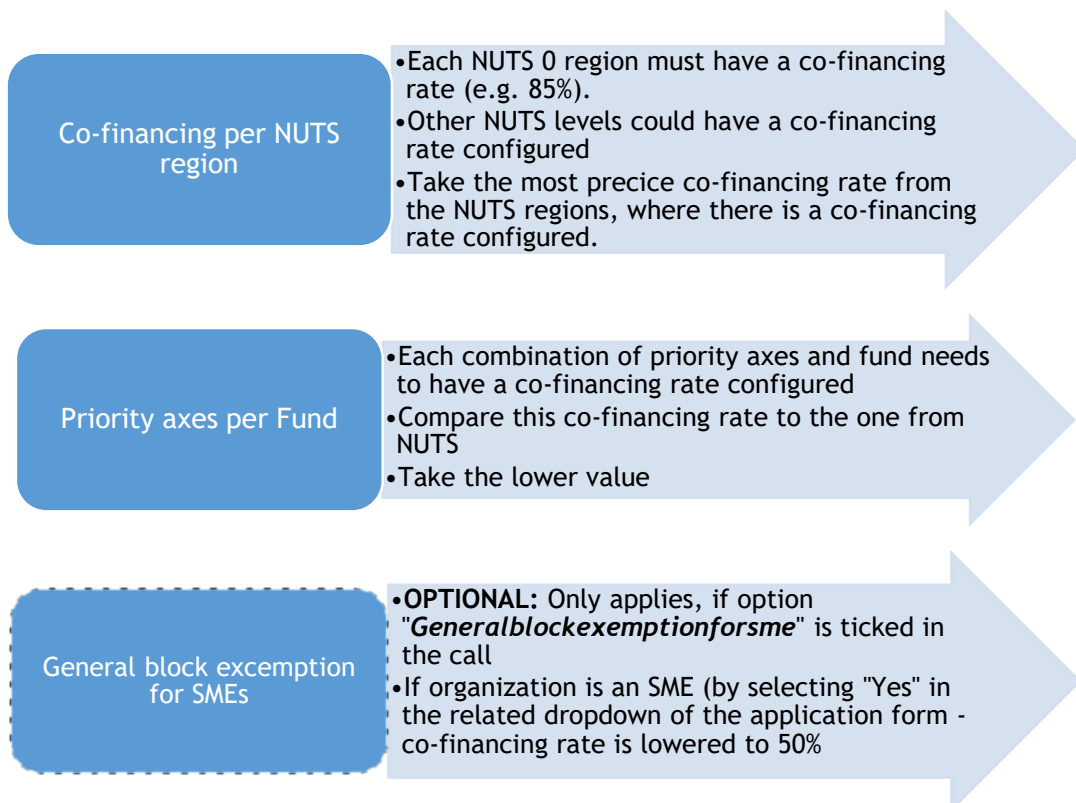 Co-financing per NUTS
region
•Each NUTS 0 region must have a co-financing
rate (e.g. 85%).
•Other NUTS levels could have a co-financing
rate configured
•Take the most precice co-financing rate from
the NUTS regions, where there is a co-financing
rate configured.
Priority axes per Fund
•Each combination of priority axes and fund needs
to have a co-financing rate configured
•Compare this co-financing rate to the one from
NUTS
•Take the lower value
General block excemption
for SMEs
•OPTIONAL: Only applies, if option
"Generalblockexemptionforsme" is ticked in
the call
•If organization is an SME (by selecting "Yes" in
the related dropdown of the application form -
co-financing rate is lowered to 50%